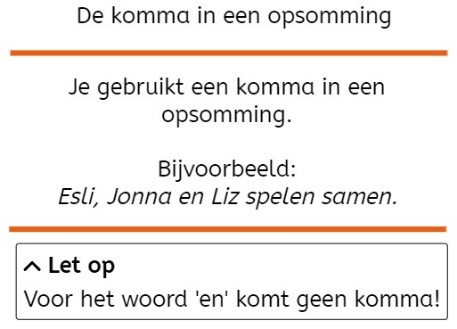 De komma in een opsomming
Je gebruikt een komma in een
opsomming.
Bijvoorbeeld:
Esli, Jonna en Liz spelen samen.
Let op
Voor het woord 'en' komt geen komma!